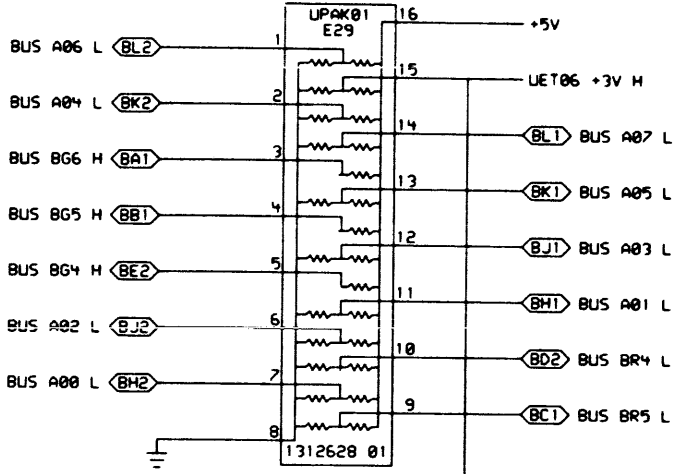 UPAK01
E29
16
+5V
1
BUS A06 L BL2
15
UET06 +3V H
2
BUS A04 L BK2
14
BL1 BUS A07 L
3
BUS BG6 H BA1
13
BK1 BUS A05 L
4
BUS BG5 H BB1
12
BJ1 BUS A03 L
5
BUS BG4 H BE2
11
BH1 BUS A01 L
6
BUS A02 L BJ2
10
BD2 BUS BR4 L
7
BUS A00 L BH2
9
BC1 BUS BR5 L
8
1312628 01